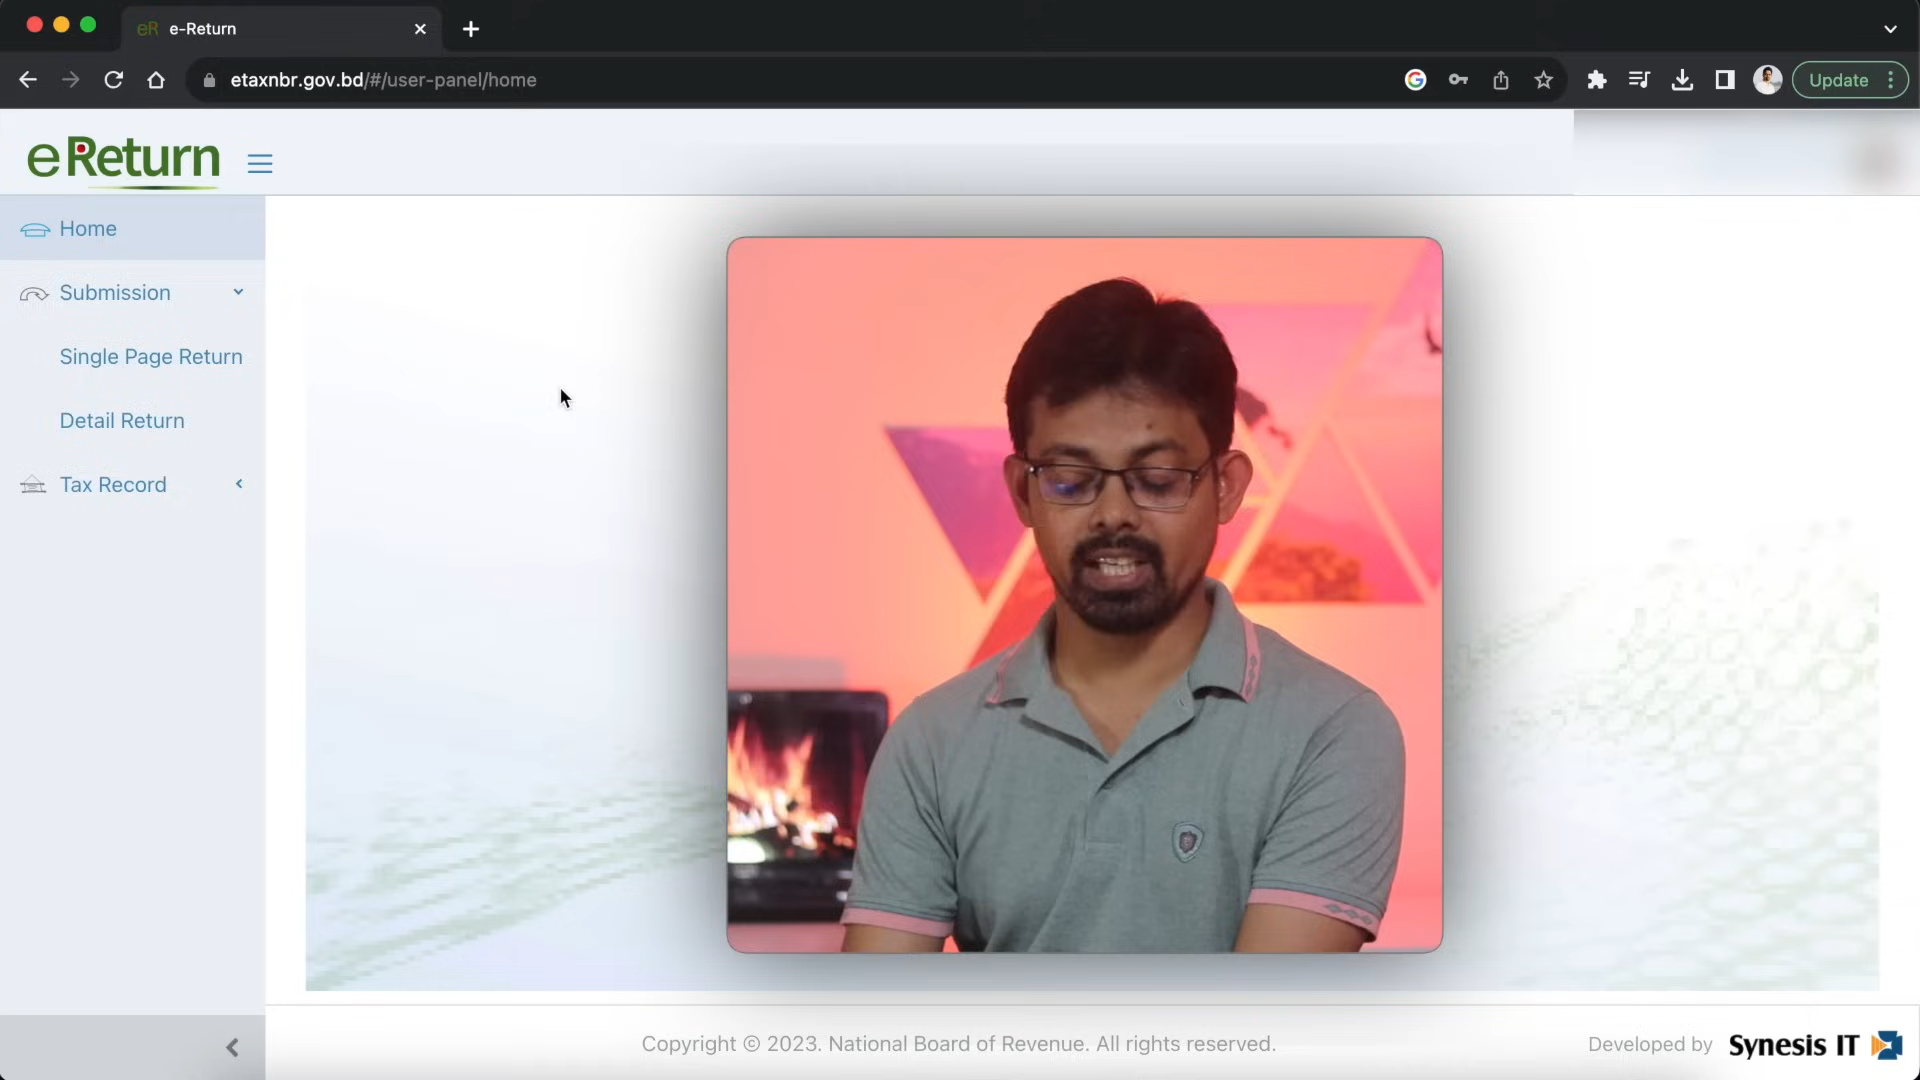 e-Return
etaxnbr.gov.bd/#/user-panel/home
Update
eReturn
Home
Submission
Single Page Return
Detail Return
Tax Record
Copyright © 2023. National Board of Revenue. All rights reserved.
Developed by Synesis IT